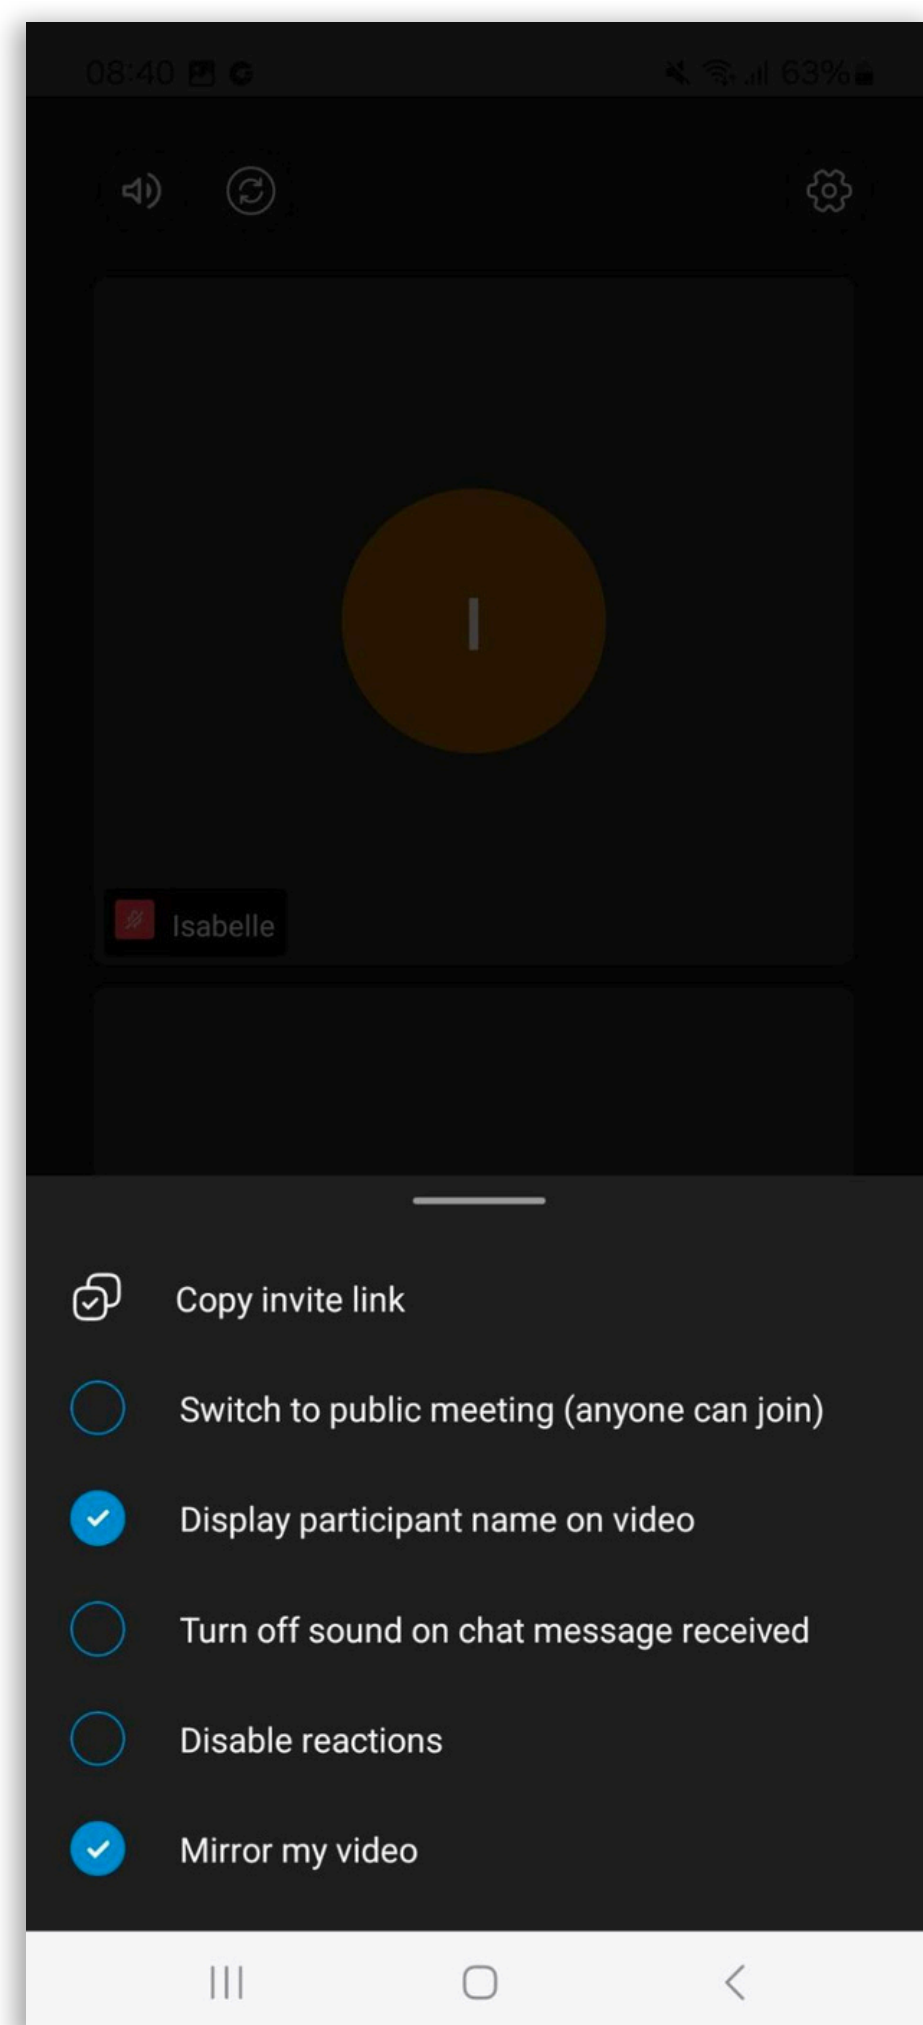 08:40 63%
I
Isabelle
Copy invite link
Switch to public meeting (anyone can join)
Display participant name on video
Turn off sound on chat message received
Disable reactions
Mirror my video